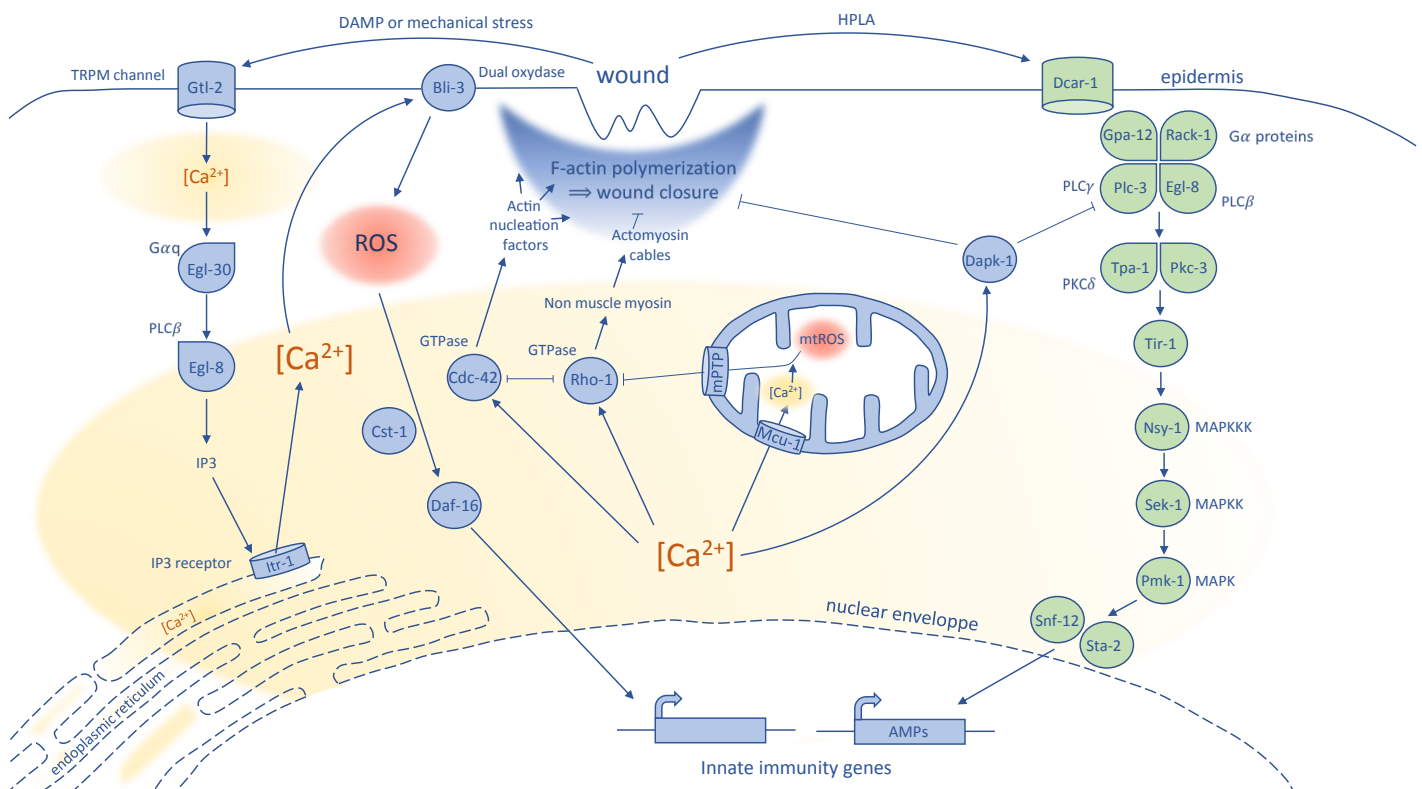 DAMP or mechanical stress
HPLA
TRPM channel
Gtl-2
Bli-3
Dual oxydase
wound
Dcar-1
epidermis
Gpa-12
Rack-1
Gα proteins
[Ca2+]
F-actin polymerization
⟹ wound closure
PLCγ
Plc-3
Egl-8
PLCβ
Actin
nucleation
factors
Actomyosin
cables
ROS
Gαq
Egl-30
Dapk-1
Tpa-1
Pkc-3
PKCδ
Non muscle myosin
PLCβ
Egl-8
[Ca2+]
GTPase
Cdc-42
GTPase
Rho-1
mPTP
mtROS
[Ca2+]
Mcu-1
Tir-1
Cst-1
Nsy-1
MAPKKK
IP3
Daf-16
Sek-1
MAPKK
IP3 receptor
Itr-1
[Ca2+]
Pmk-1
MAPK
[Ca2+]
nuclear enveloppe
Snf-12
Sta-2
endoplasmic reticulum
AMPs
Innate immunity genes